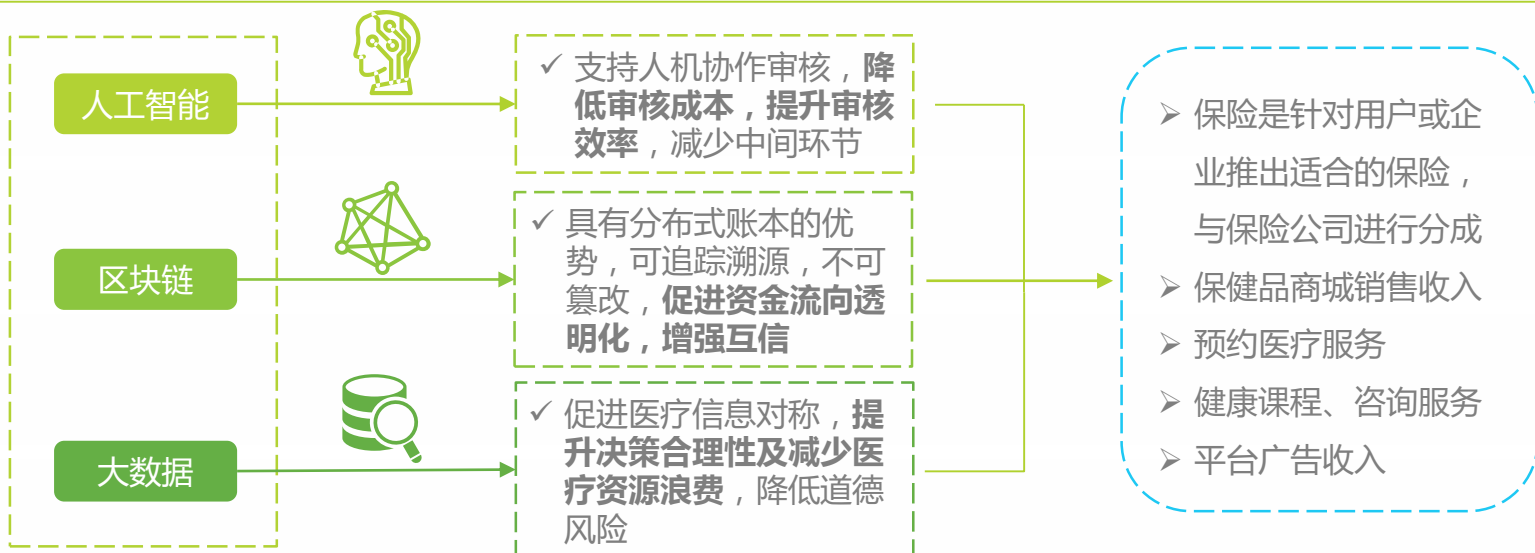 人工智能
✓ 支持人机协作审核，降
低审核成本，提升审核
效率，减少中间环节
区块链
✓ 具有分布式账本的优
势，可追踪溯源，不可
篡改，促进资金流向透
明化，增强互信
大数据
✓ 促进医疗信息对称，提
升决策合理性及减少医
疗资源浪费，降低道德
风险
➢ 保险是针对用户或企
业推出适合的保险，
与保险公司进行分成
➢ 保健品商城销售收入
➢ 预约医疗服务
➢ 健康课程、咨询服务
➢ 平台广告收入